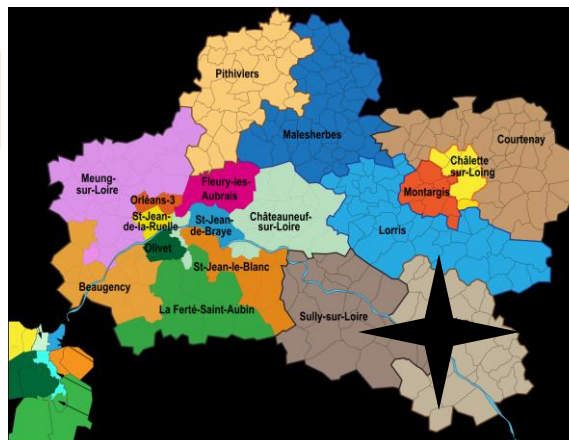 Pithiviers
Malesherbes
Courtenay
Châlette
sur-Loing
Montargis
Meung-
sur-Loire
Fleury-les-
Aubrais
Orléans-3
St-Jean-
de-la-Ruelle
St-Jean-
de-Braye
Châteauneuf-
sur-Loire
Lorris
Olivet
St-Jean-le-Blanc
Beaugency
La Ferté-Saint-Aubin
Sully-sur-Loire